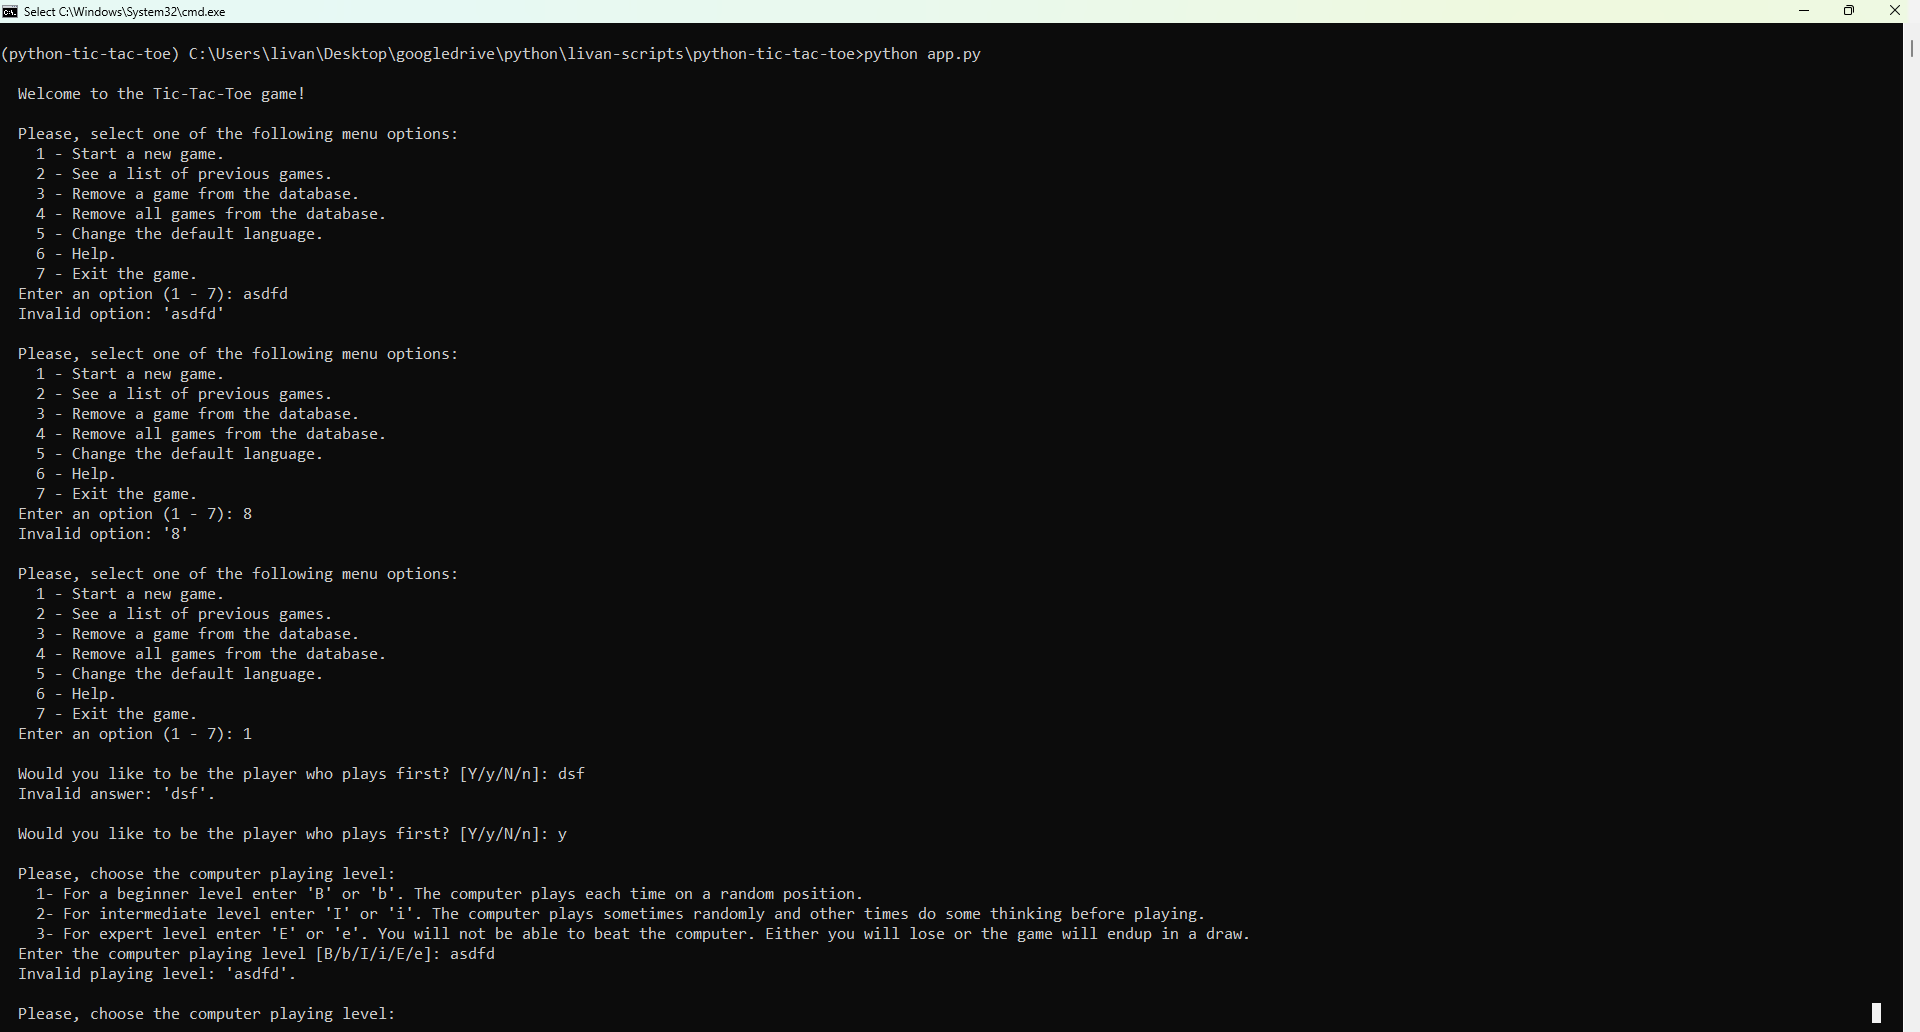 Select C:\Windows\System32\cmd.exe
(python-tic-tac-toe) C:\Users\livan\Desktop\googledrive\python\livan-scripts\python-tic-tac-toe>python app.py
Welcome to the Tic-Tac-Toe game!
Please, select one of the following menu options:
1 - Start a new game.
2 - See a list of previous games.
3 - Remove a game from the database.
4 - Remove all games from the database.
5 - Change the default language.
6 - Help.
7 - Exit the game.
Enter an option (1 - 7): asdfd
Invalid option: 'asdfd'
Please, select one of the following menu options:
1 - Start a new game.
2 - See a list of previous games.
3 - Remove a game from the database.
4 - Remove all games from the database.
5 - Change the default language.
6 - Help.
7 - Exit the game.
Enter an option (1 - 7): 8
Invalid option: '8'
Please, select one of the following menu options:
1 - Start a new game.
2 - See a list of previous games.
3 - Remove a game from the database.
4 - Remove all games from the database.
5 - Change the default language.
6 - Help.
7 - Exit the game.
Enter an option (1 - 7): 1
Would you like to be the player who plays first? [Y/y/N/n]: dsf
Invalid answer: 'dsf'.
Would you like to be the player who plays first? [Y/y/N/n]: y
Please, choose the computer playing level:
1- For a beginner level enter 'B' or 'b'. The computer plays each time on a random position.
2- For intermediate level enter 'I' or 'i'. The computer plays sometimes randomly and other times do some thinking before playing.
3- For expert level enter 'E' or 'e'. You will not be able to beat the computer. Either you will lose or the game will endup in a draw.
Enter the computer playing level [B/b/I/i/E/e]: asdfd
Invalid playing level: 'asdfd'.
Please, choose the computer playing level: